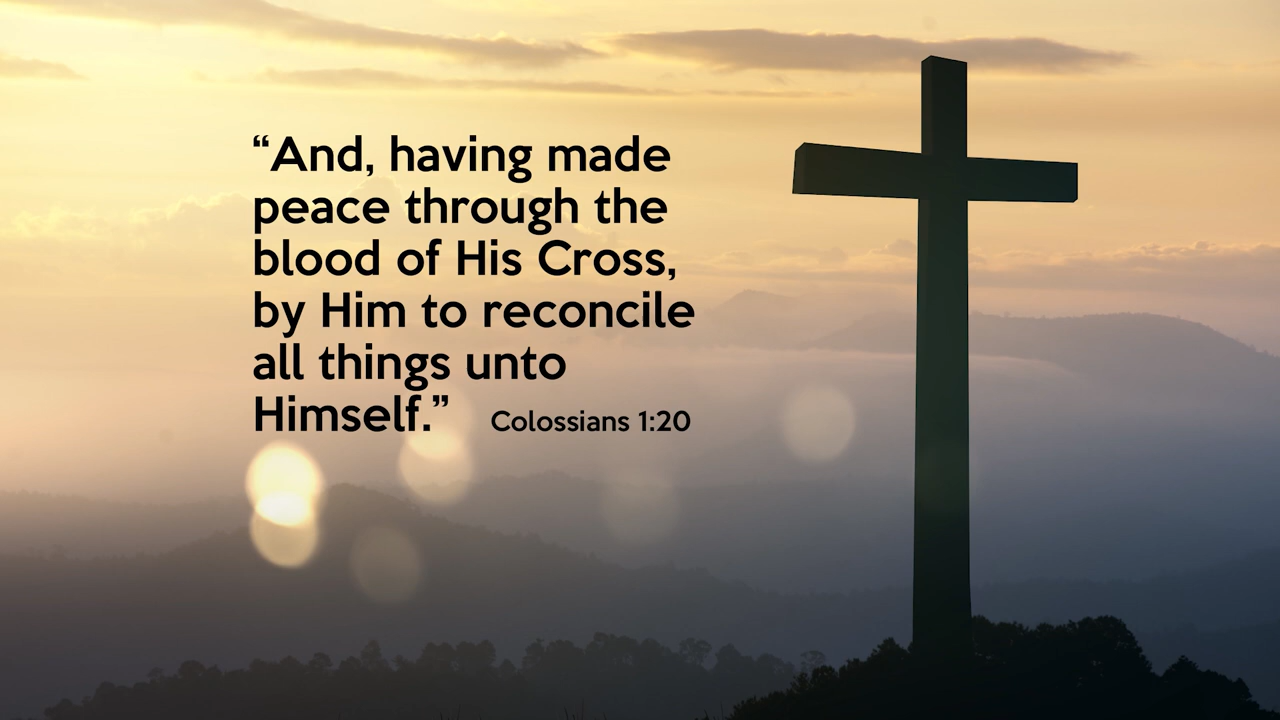 “And, having made
peace through the
blood of His Cross,
by Him to reconcile
all things unto
Himself.” Colossians 1:20